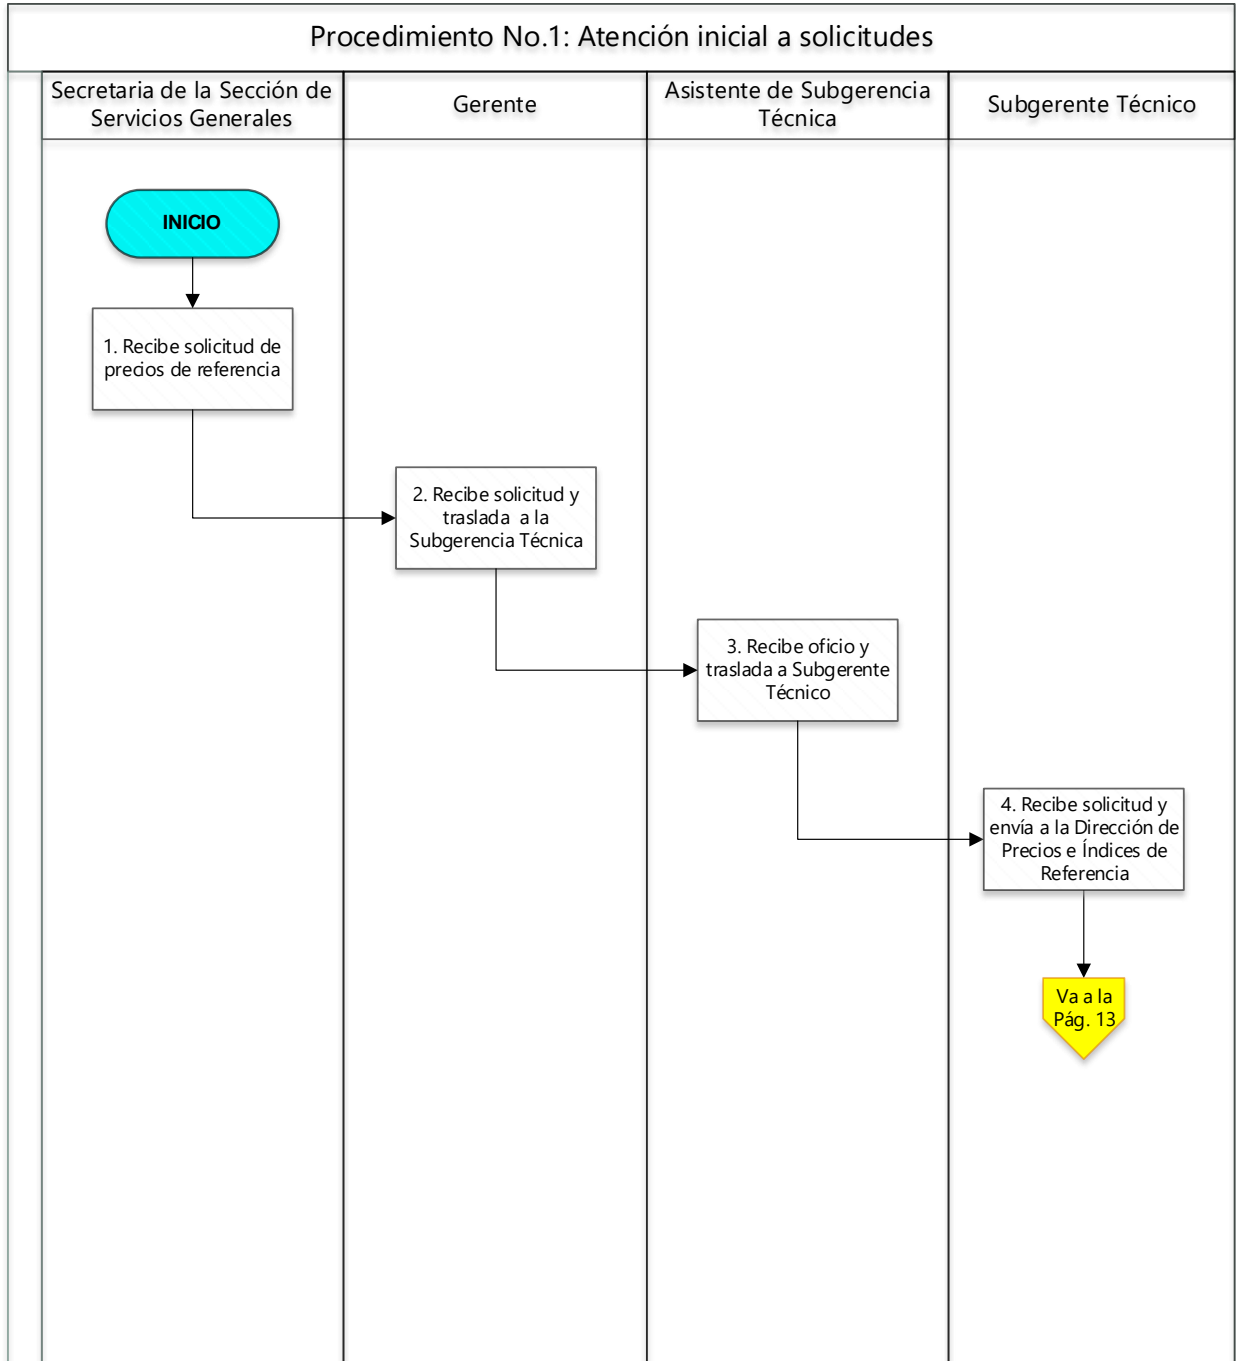 Procedimiento No.1: Atención inicial a solicitudes
Secretaria de la Sección de
Servicios Generales
Gerente
Asistente de Subgerencia
Técnica
Subgerente Técnico
INICIO
1. Recibe solicitud de
precios de referencia
2. Recibe solicitud y
traslada a la
Subgerencia Técnica
3. Recibe oficio y
traslada a Subgerente
Técnico
4. Recibe solicitud y
envía a la Dirección de
Precios e Índices de
Referencia
Va a la
Pág. 13